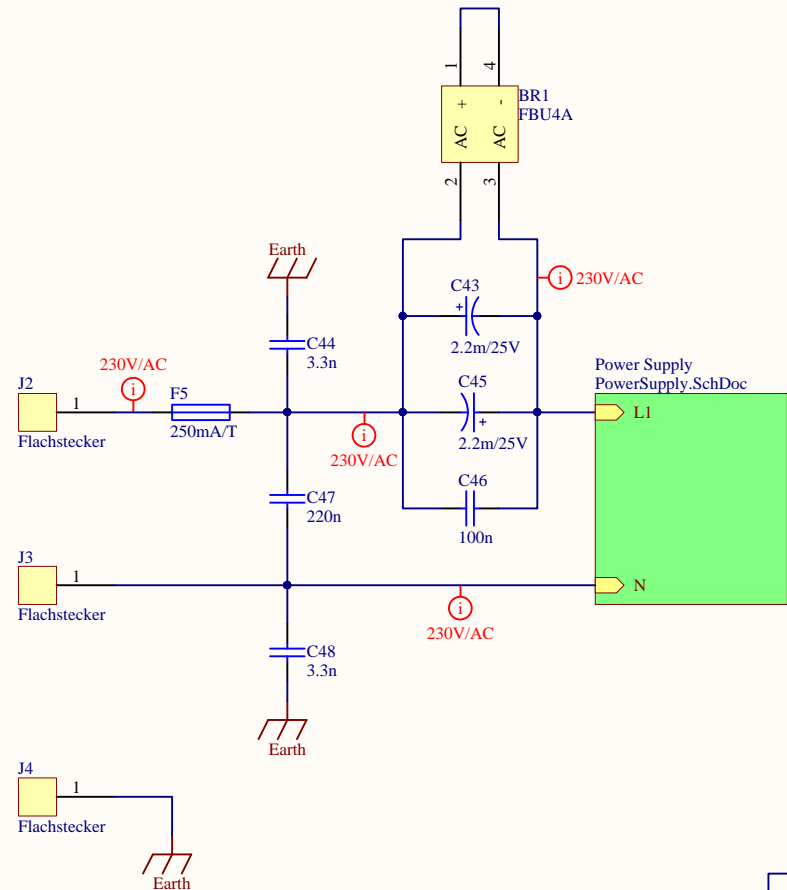 1
4
AC +
AC -
BR1
FBU4A
2
3
Earth
230V/AC
C43
+
2.2m/25V
C44
3.3n
230V/AC
i
i
J2
1
Flachstecker
F5
250mA/T
i
230V/AC
C45
+
2.2m/25V
Power Supply
PowerSupply.SchDoc
L1
C46
100n
C47
220n
J3
1
Flachstecker
N
i
230V/AC
C48
3.3n
Earth
J4
1
Flachstecker
Earth